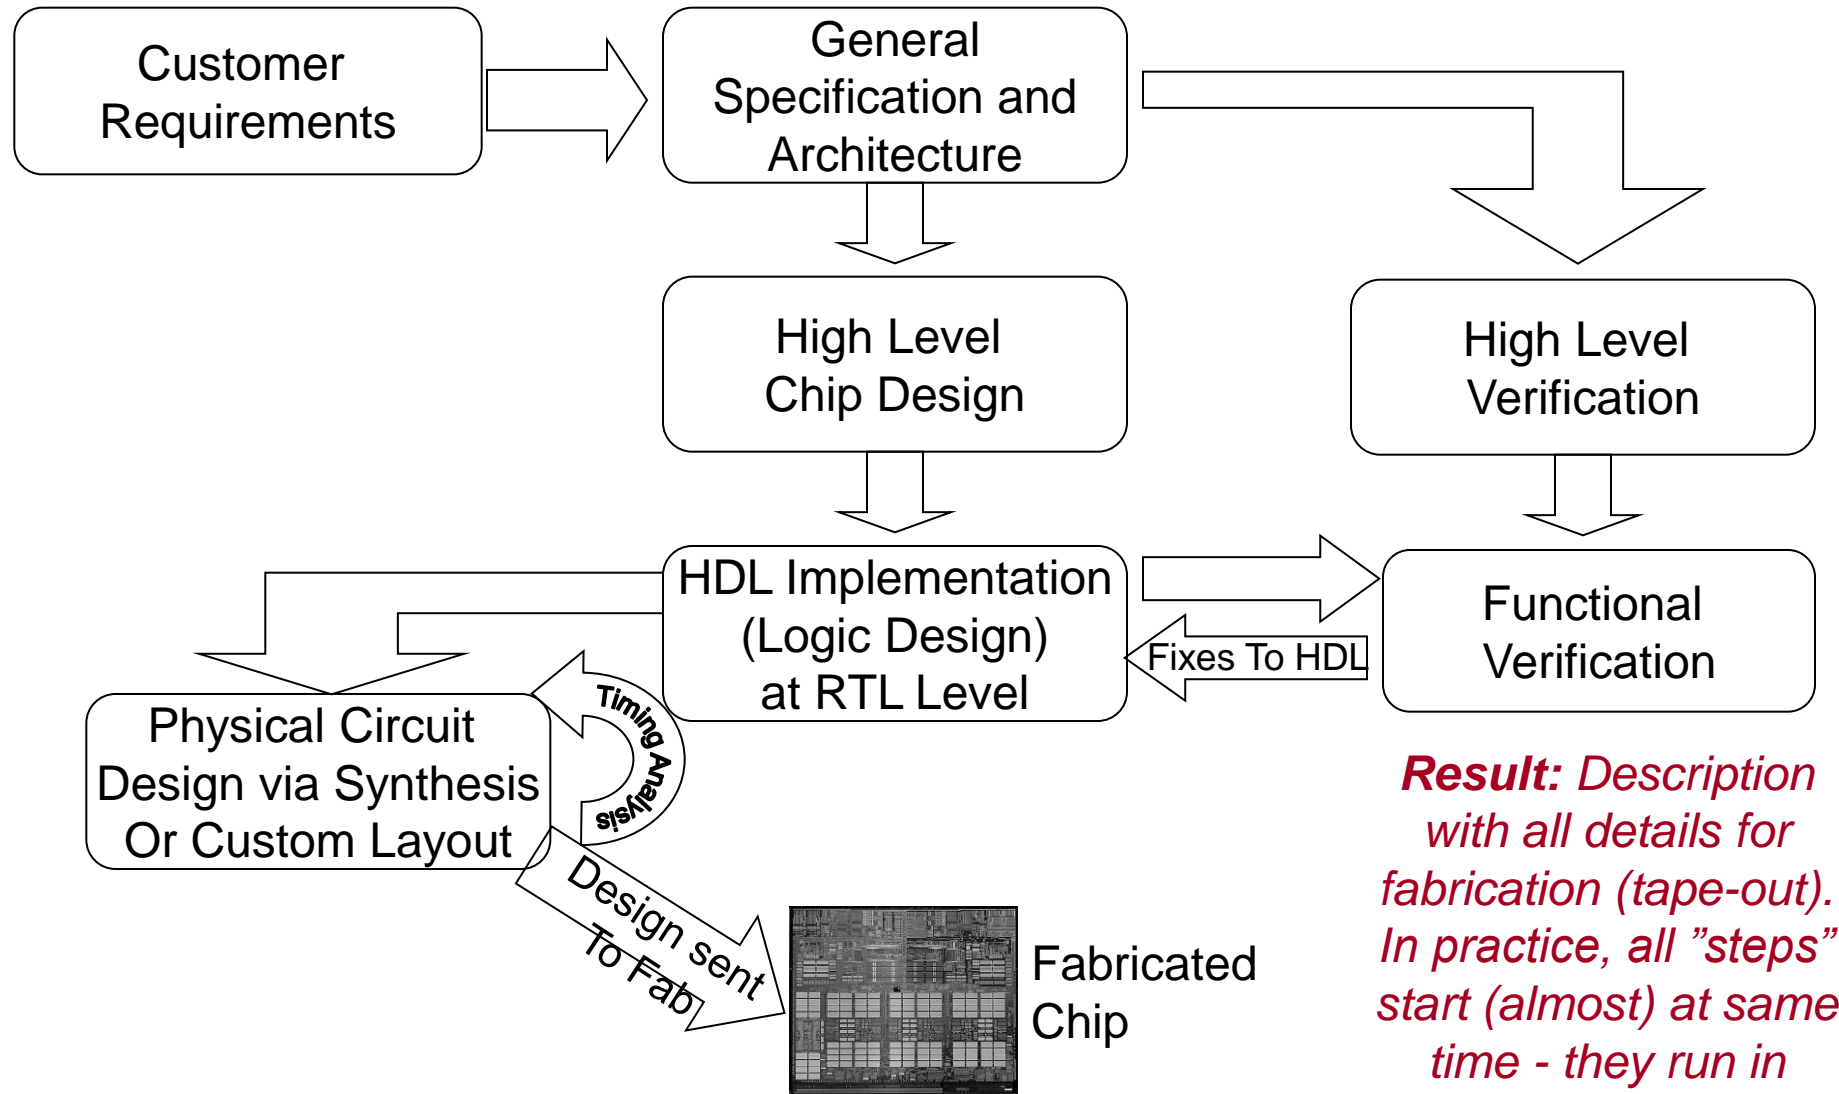 Customer
Requirements
General
Specification and
Architecture
High Level
Chip Design
High Level
Verification
HDL Implementation
(Logic Design)
at RTL Level
Fixes To HDL
Functional
Verification
Timing Analysis
Physical Circuit
Design via Synthesis
Or Custom Layout
Design sent
To Fab
Fabricated
Chip
Result: Description
with all details for
fabrication (tape-out).
In practice, all ”steps”
start (almost) at same
time - they run in